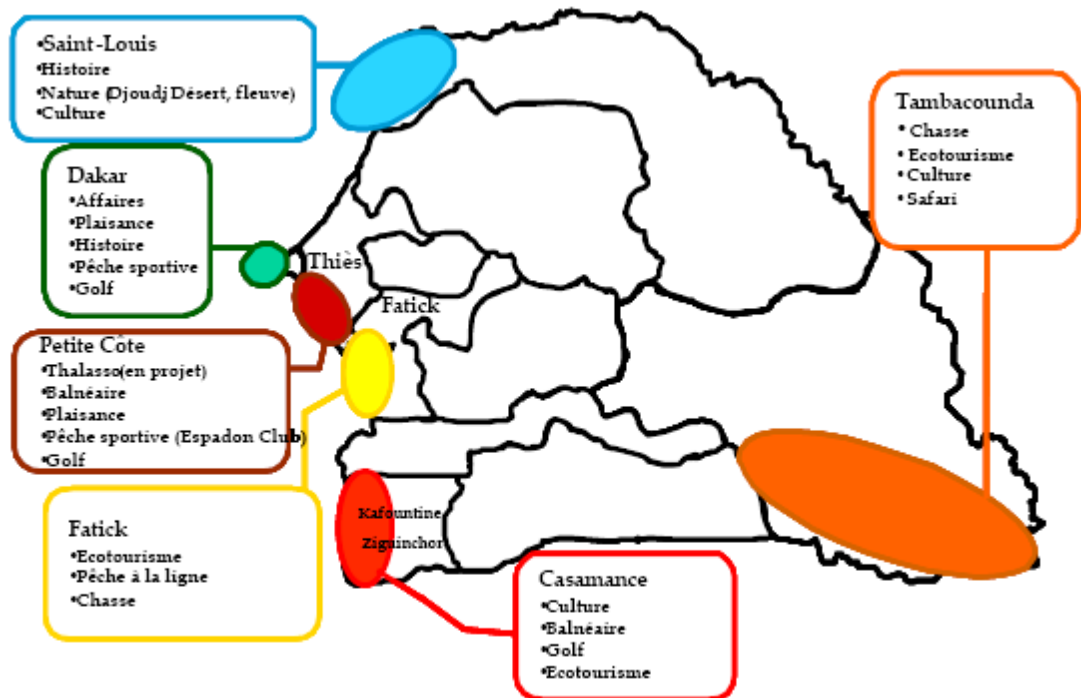 •Saint-Louis
•Histoire
•Nature (Djoudj Désert, fleuve)
•Culture
Tambacounda
• Chasse
• Ecotourisme
• Culture
• Safari
Dakar
•Affaires
•Plaisance
•Histoire
•Pêche sportive
•Golf
Thiès
Fatick
Petite Côte
•Thalasso(en projet)
•Balnéaire
•Plaisance
•Pêche sportive (Espadon Club)
•Golf
Kafountine
Ziguinchor
Fatick
•Ecotourisme
•Pêche à la ligne
•Chasse
Casamance
•Culture
•Balnéaire
•Golf
•Ecotourisme